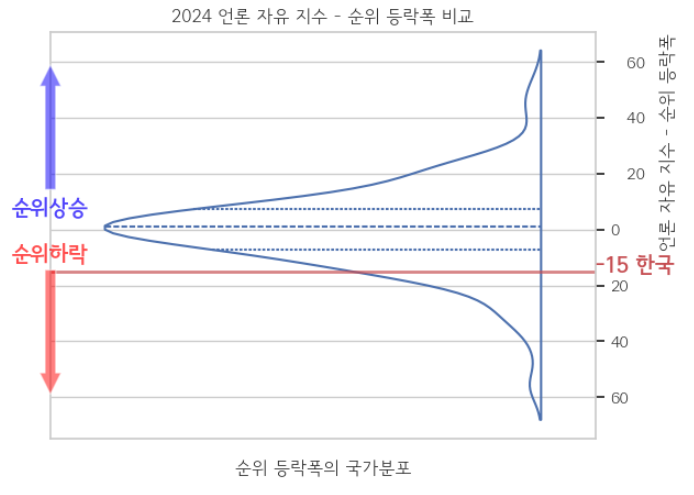 2024 언론 자유 지수 - 순위 등락폭 비교
60
40
20
0
20
40
60
언론 자유 지수 - 순위 등락폭
순위상승
순위하락
-15 한국
순위 등락폭의 국가분포